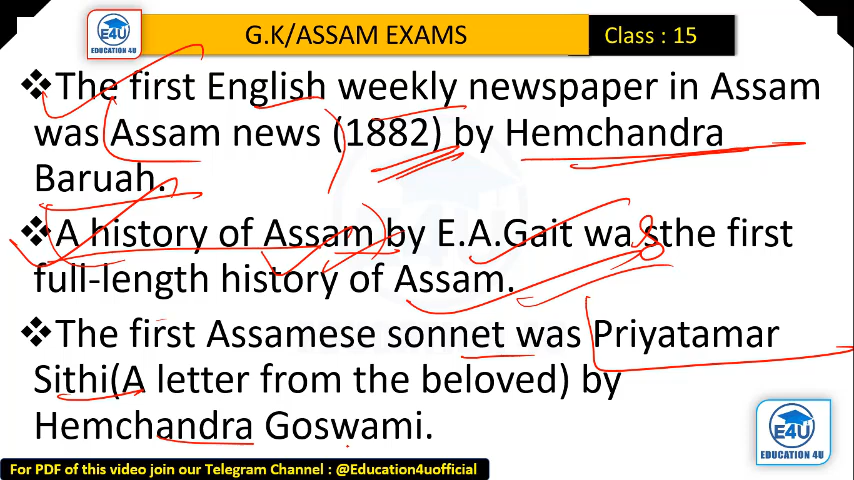 E4U
EDUCATION 4U
G.K/ASSAM EXAMS
Class : 15
❖The first English weekly newspaper in Assam
was Assam news (1882) by Hemchandra
Baruah.
❖A history of Assam by E.A.Gait wa sthe first
full-length history of Assam.
❖The first Assamese sonnet was Priyatamar
Sithi(A letter from the beloved) by
Hemchandra Goswami.
E4U
EDUCATION 4U
For PDF of this video join our Telegram Channel : @Education4uofficial